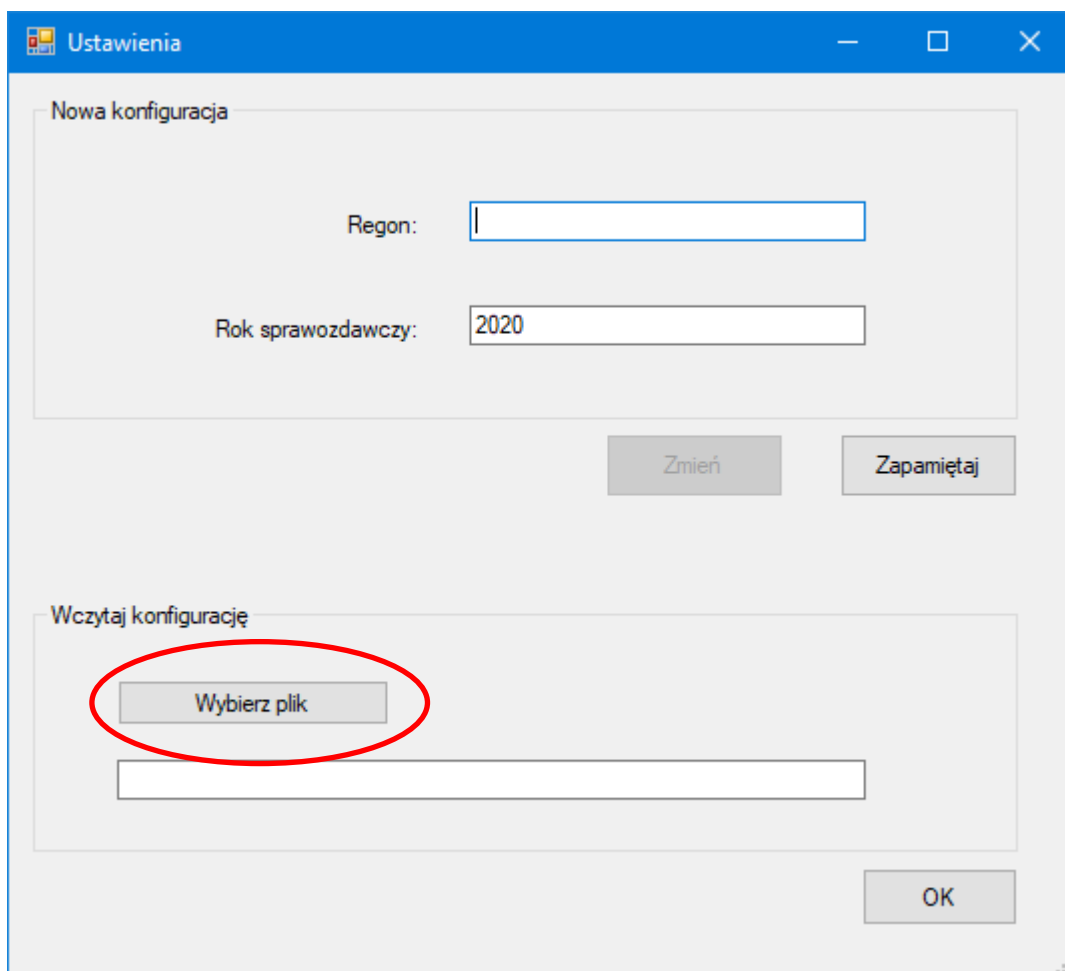 Ustawienia
Nowa konfiguracja
Regon:
Rok sprawozdawczy: 2020
Zmień Zapamiętaj
Wczytaj konfigurację
Wybierz plik
OK